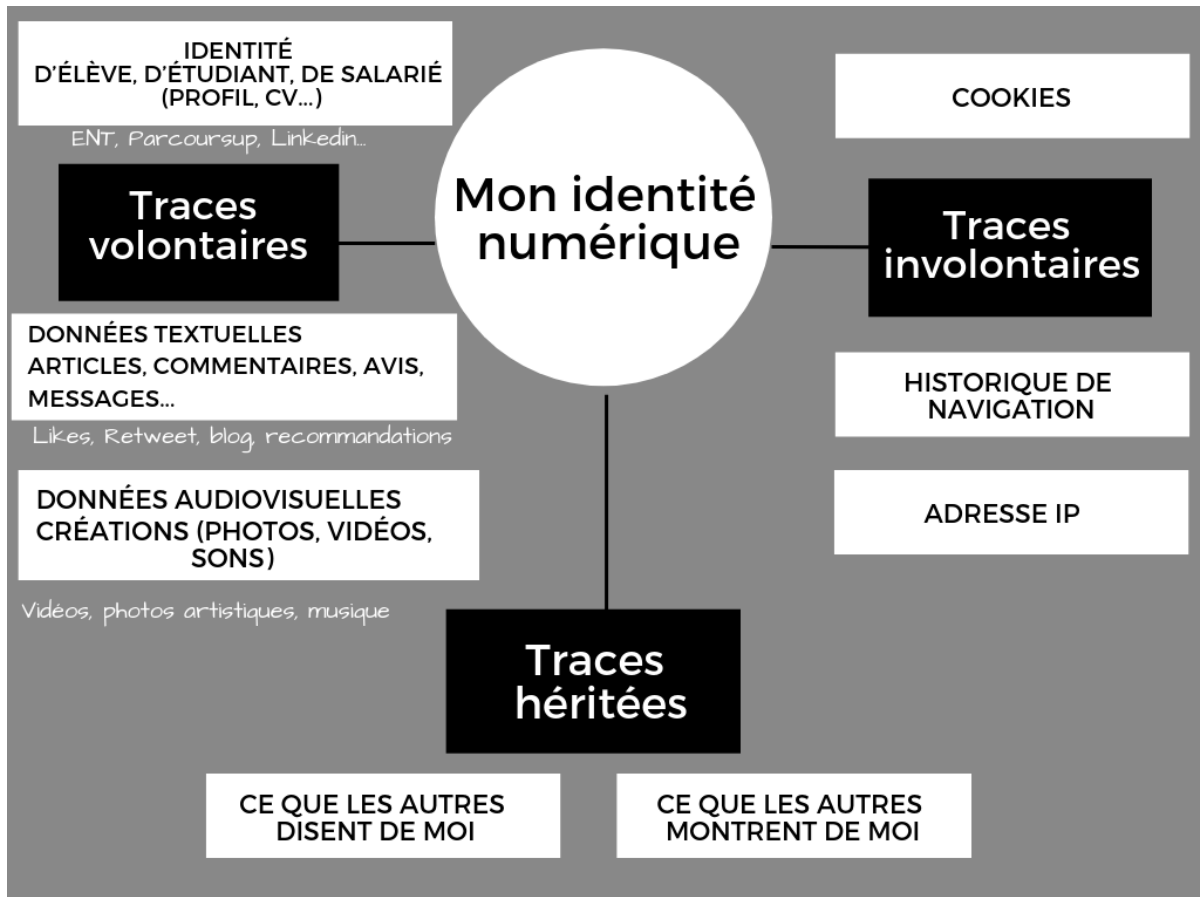 IDENTITÉ
D'ÉLÈVE, D'ÉTUDIANT, DE SALARIÉ
(PROFIL, CV...)
ENT, Parcoursup, Linkedin...
Traces
volontaires
DONNÉES TEXTUELLES
ARTICLES, COMMENTAIRES, AVIS,
MESSAGES...
Likes, Retweet, blog, recommandations
DONNÉES AUDIOVISUELLES
CRÉATIONS (PHOTOS, VIDÉOS,
SONS)
Vidéos, photos artistiques, musique
Mon identité
numérique
COOKIES
Traces
involontaires
HISTORIQUE DE
NAVIGATION
ADRESSE IP
Traces
héritées
CE QUE LES AUTRES
DISENT DE MOI
CE QUE LES AUTRES
MONTRENT DE MOI